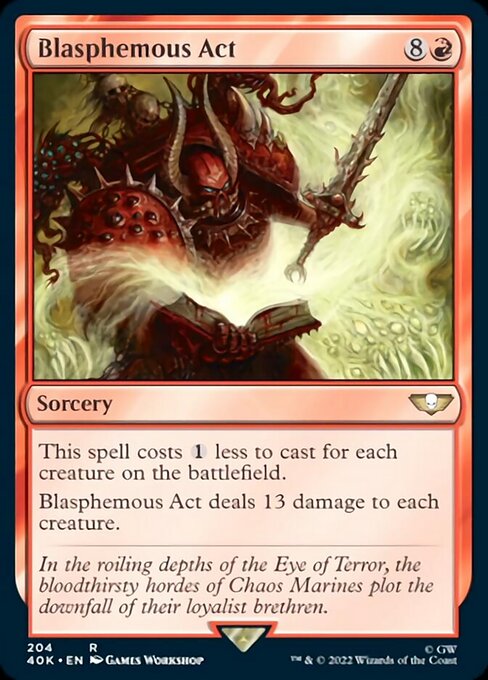 Blasphemous Act 8
Sorcery
This spell costs 1 less to cast for each
creature on the battlefield.
Blasphemous Act deals 13 damage to each
creature.
In the roiling depths of the Eye of Terror, the
bloodthirsty hordes of Chaos Marines plot the
downfall of their loyalist brethren.
204 R © GW
40K • EN Games Workshop ™ & © 2022 Wizards of the Coast